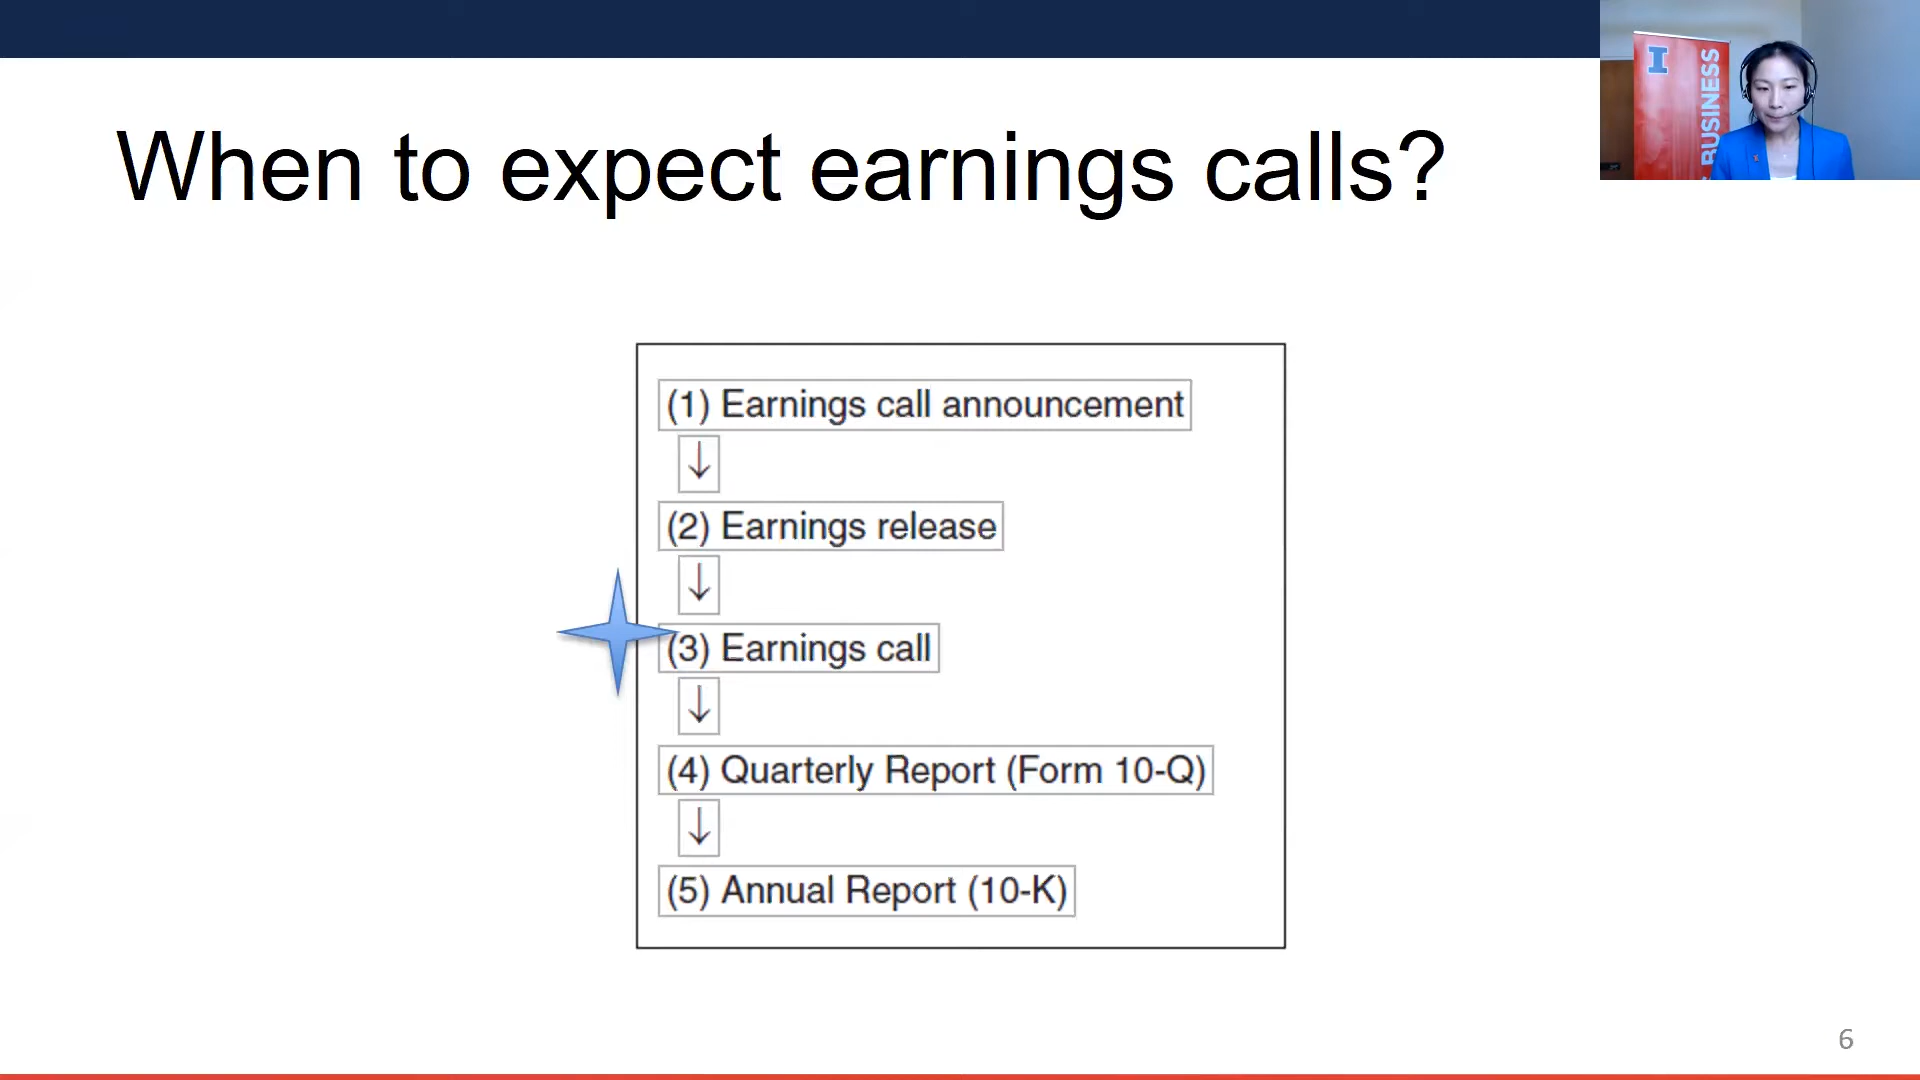 When to expect earnings calls?
I
BUSINESS
(1) Earnings call announcement
↓
(2) Earnings release
↓
(3) Earnings call
↓
(4) Quarterly Report (Form 10-Q)
↓
(5) Annual Report (10-K)
6